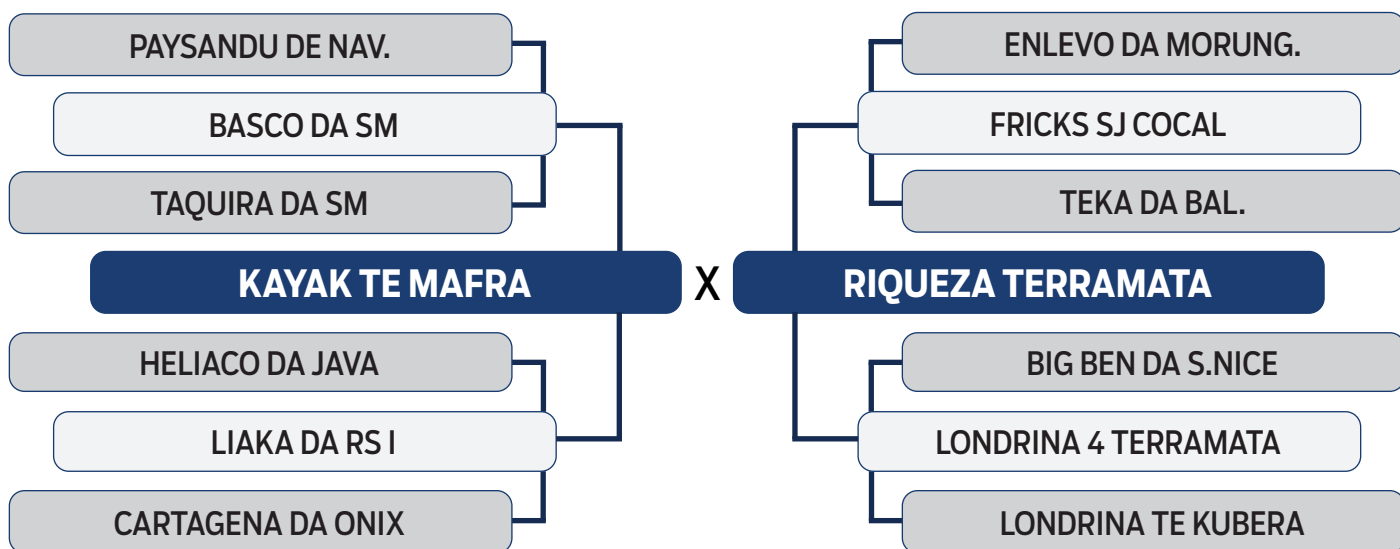 PAYSANDU DE NAV.
BASCO DA SM
TAQUIRA DA SM
KAYAK TE MAFRA
HELIACO DA JAVA
LIAKA DA RS I
CARTAGENA DA ONIX
X
ENLEVO DA MORUNG.
FRICKS SJ COCAL
TEKA DA BAL.
RIQUEZA TERRAMATA
BIG BEN DA S.NICE
LONDRINA 4 TERRAMATA
LONDRINA TE KUBERA